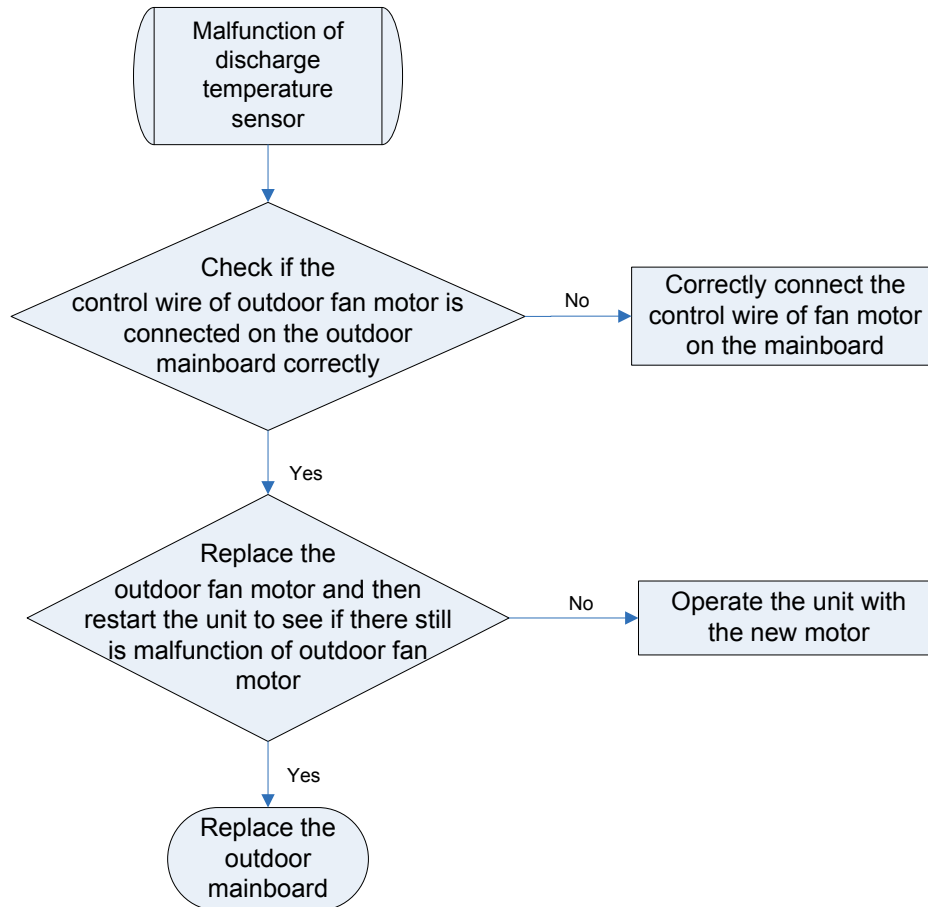 Malfunction of
discharge
temperature
sensor
Check if the
control wire of outdoor fan motor is
connected on the outdoor
mainboard correctly
No
Correctly connect the
control wire of fan motor
on the mainboard
Yes
Replace the
outdoor fan motor and then
restart the unit to see if there still
is malfunction of outdoor fan
motor
No
Operate the unit with
the new motor
Yes
Replace the
outdoor
mainboard